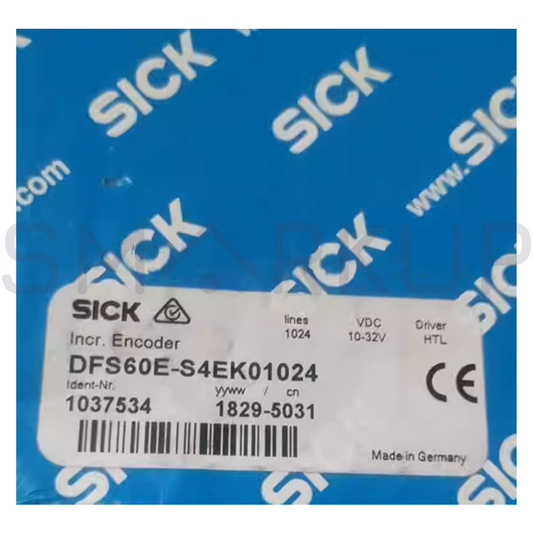 SICK
SICK
SICK
SICK
.com
www.
SICK
SNAPKUP
SICK
lines
1024
VDC
10-32V
Driver
HTL
Incr. Encoder
DFS60E-S4EK01024
Ident-Nr.
yyww / cn
1037534
1829-5031
CE
Made in Germany